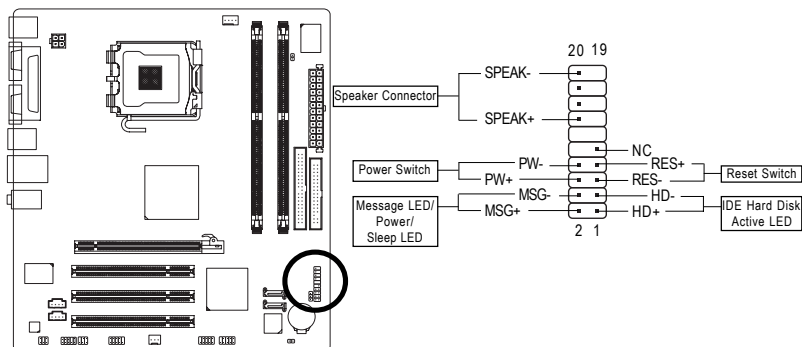 20 19
SPEAK-
Speaker Connector
SPEAK+
NC
Power Switch
PW-
RES+
Reset Switch
PW+
RES-
Message LED/
Power/
Sleep LED
MSG-
HD-
IDE Hard Disk
Active LED
MSG+
HD+
2 1